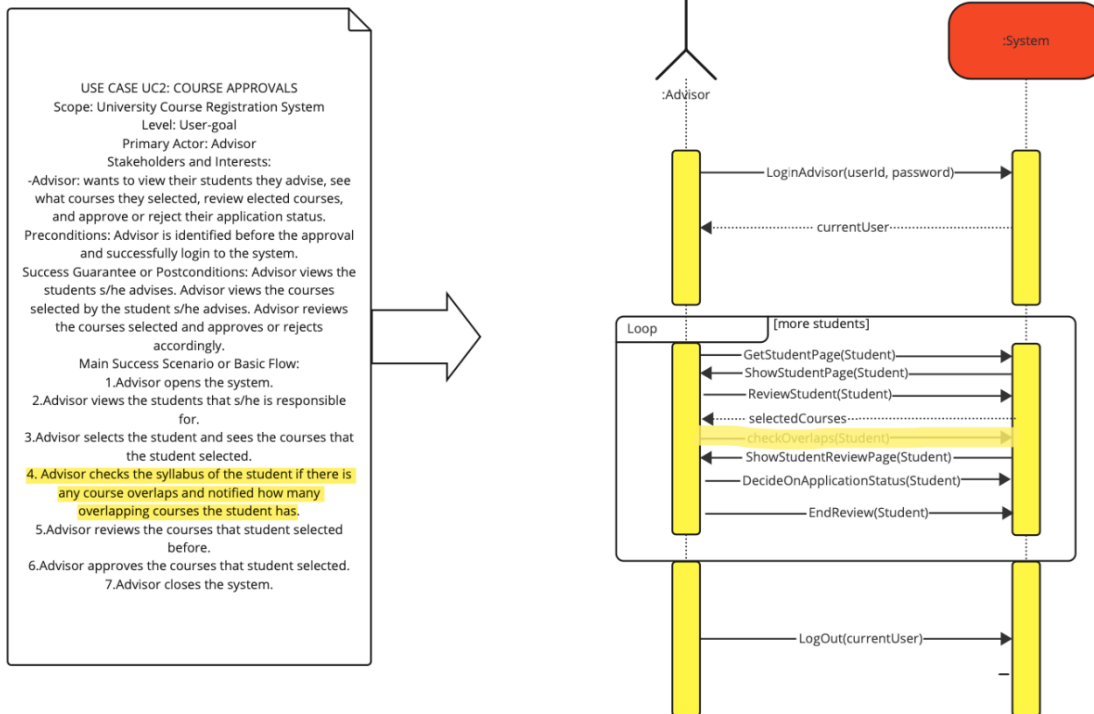 USE CASE UC2: COURSE APPROVALS
Scope: University Course Registration System
Level: User-goal
Primary Actor: Advisor
Stakeholders and Interests:
-Advisor: wants to view their students they advise, see
what courses they selected, review elected courses,
and approve or reject their application status.
Preconditions: Advisor is identified before the approval
and successfully login to the system.
Success Guarantee or Postconditions: Advisor views the
students s/he advises. Advisor views the courses
selected by the student s/he advises. Advisor reviews
the courses selected and approves or rejects
accordingly.
Main Success Scenario or Basic Flow:
1.Advisor opens the system.
2.Advisor views the students that s/he is responsible
for.
3.Advisor selects the student and sees the courses that
the student selected.
4. Advisor checks the syllabus of the student if there is
any course overlaps and notified how many
overlapping courses the student has.
5.Advisor reviews the courses that student selected
before.
6.Advisor approves the courses that student selected.
7.Advisor closes the system.
:Advisor
:System
LoginAdvisor(userId, password)
currentUser
Loop
[more students]
GetStudentPage(Student)
ShowStudentPage(Student)
ReviewStudent(Student)
selectedCourses
checkOverlaps(Student)
ShowStudentReviewPage(Student)
DecideOnApplicationStatus(Student)
EndReview(Student)
LogOut(currentUser)